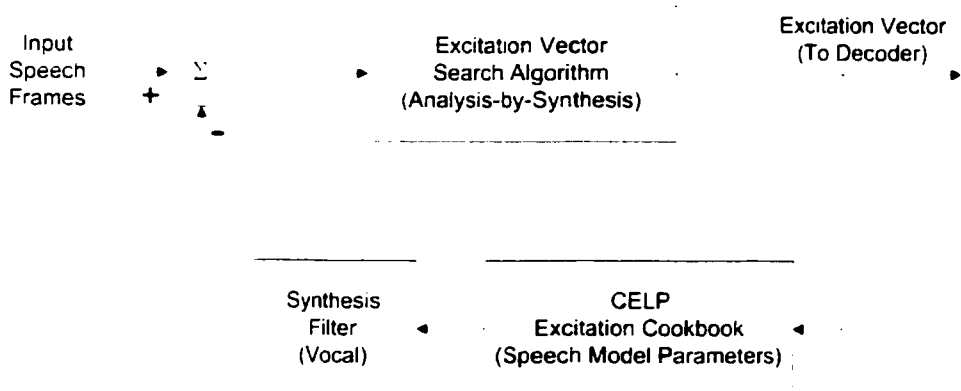 Input
Speech
Frames
+
Σ
-
Excitation Vector
Search Algorithm
(Analysis-by-Synthesis)
Excitation Vector
(To Decoder)
Synthesis
Filter
(Vocal)
CELP
Excitation Cookbook
(Speech Model Parameters)